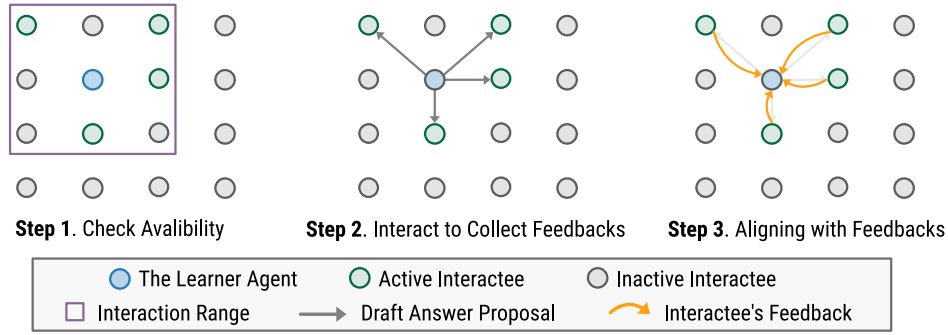 Step 1. Check Avalibility
Step 2. Interact to Collect Feedbacks
Step 3. Aligning with Feedbacks
The Learner Agent
Active Interactee
Inactive Interactee
Interaction Range
Draft Answer Proposal
Interactee's Feedback